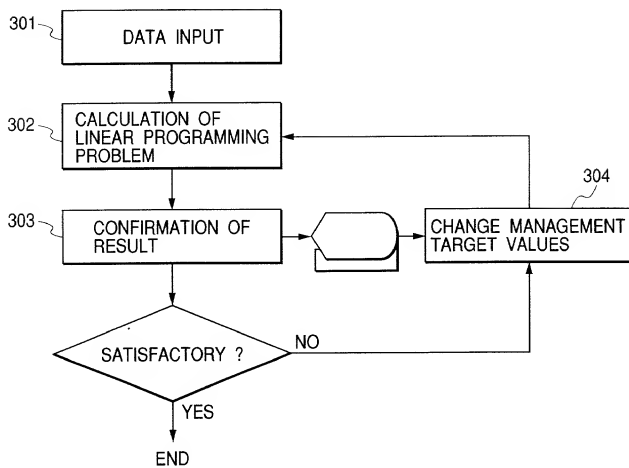 301
DATA INPUT
302
CALCULATION OF
LINEAR PROGRAMMING
PROBLEM
303
CONFIRMATION OF
RESULT
304
CHANGE MANAGEMENT
TARGET VALUES
SATISFACTORY ?
NO
YES
END